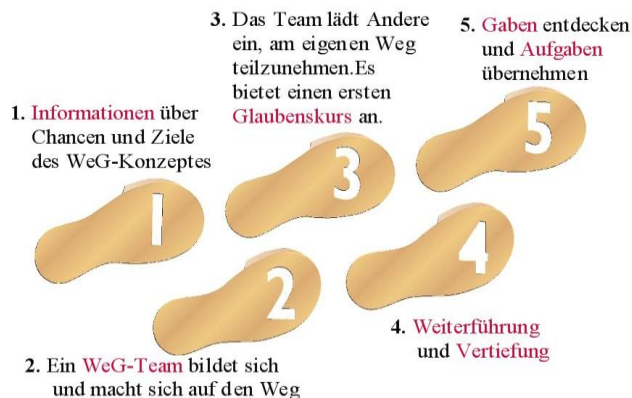 1. Informationen über
Chancen und Ziele
des WeG-Konzeptes
1
2. Ein WeG-Team bildet sich
und macht sich auf den Weg
2
3. Das Team lädt Andere
ein, am eigenen Weg
teilzunehmen.Es
bietet einen ersten
Glaubenskurs an.
3
4. Weiterführung
und Vertiefung
4
5. Gaben entdecken
und Aufgaben
übernehmen
5